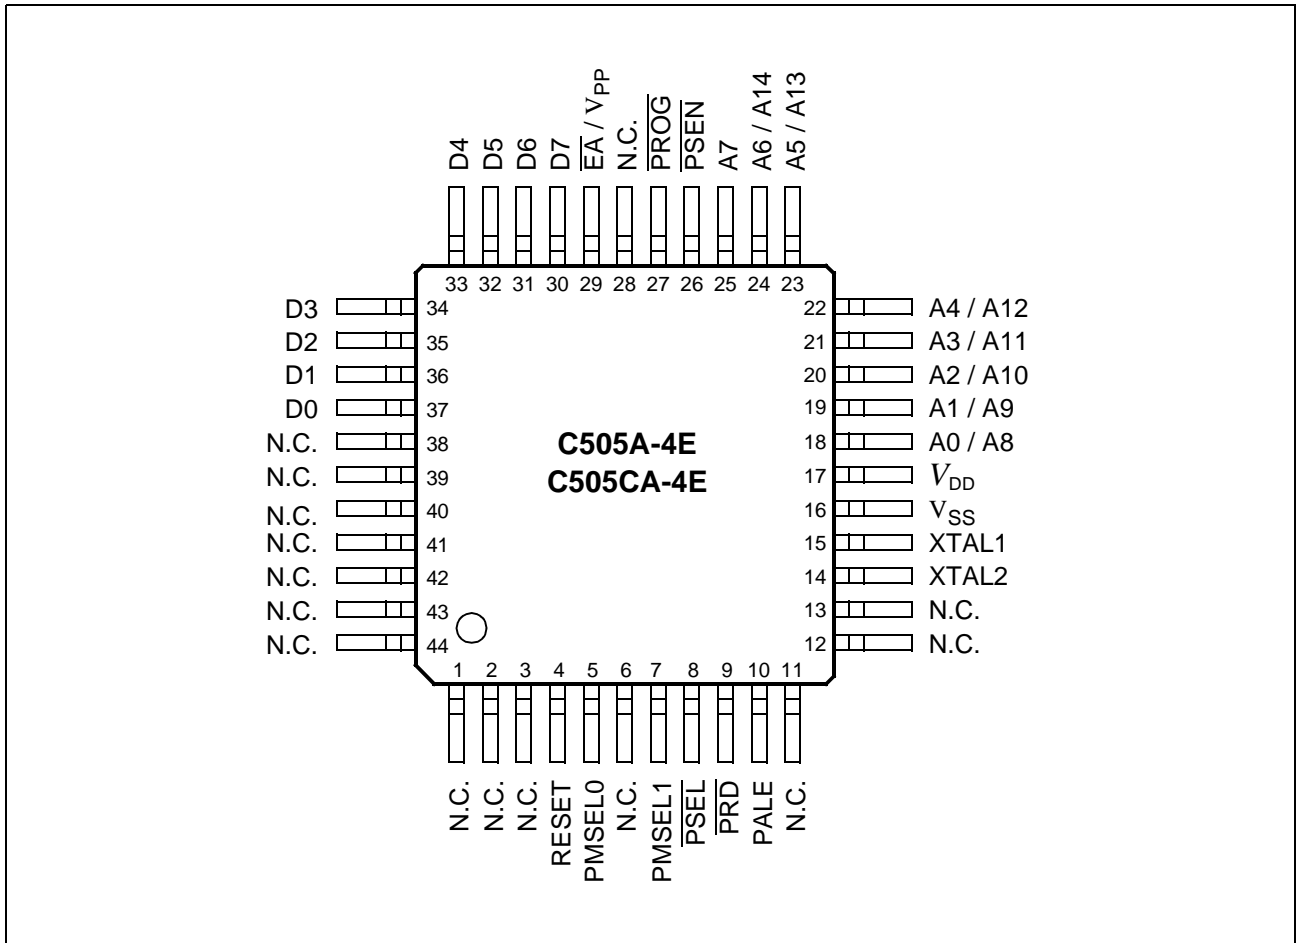 D4
D5
D6
D7
EA / VPP
N.C.
PROG
PSEN
A7
A6 / A14
A5 / A13
33 32 31 30 29 28 27 26 25 24 23
D3 34
D2 35
D1 36
D0 37
N.C. 38
N.C. 39
N.C. 40
N.C. 41
N.C. 42
N.C. 43
N.C. 44
C505A-4E
C505CA-4E
22 A4 / A12
21 A3 / A11
20 A2 / A10
19 A1 / A9
18 A0 / A8
17 VDD
16 VSS
15 XTAL1
14 XTAL2
13 N.C.
12 N.C.
1 2 3 4 5 6 7 8 9 10 11
N.C.
N.C.
N.C.
RESET
PMSEL0
N.C.
PMSEL1
PSEL
PRD
PALE
N.C.